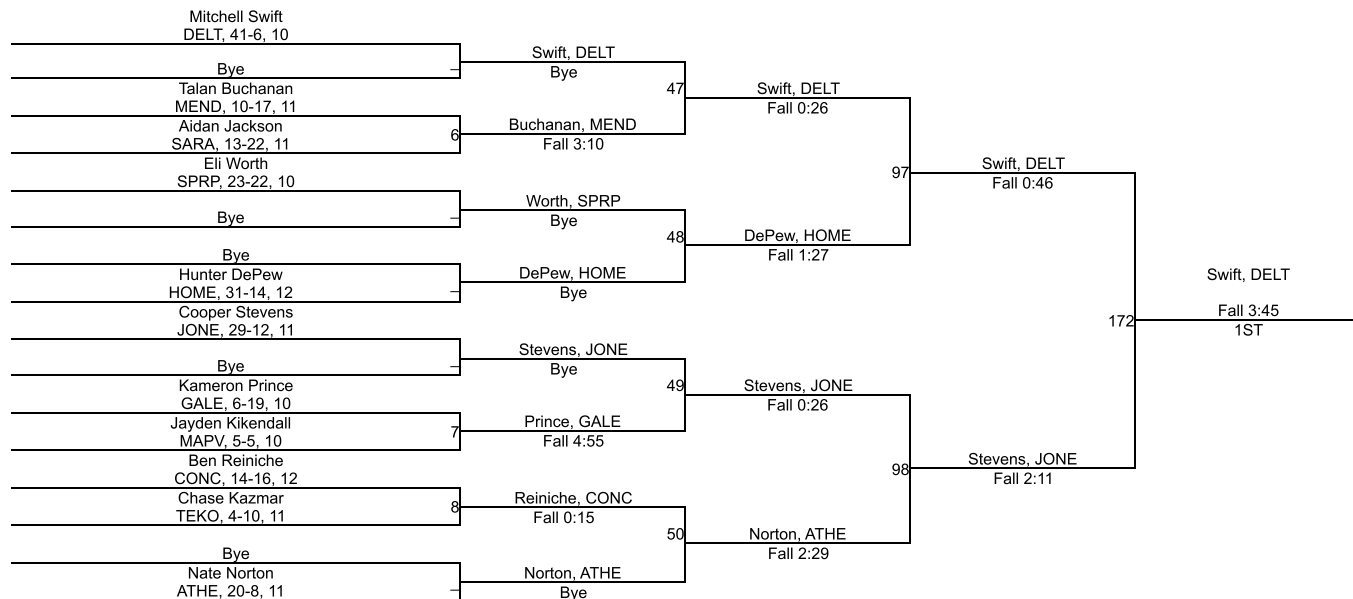 Mitchell Swift
DELT, 41-6, 10
Bye
–
Talan Buchanan
MEND, 10-17, 11
Aidan Jackson
SARA, 13-22, 11
6
Eli Worth
SPRP, 23-22, 10
Bye
–
Bye
Hunter DePew
HOME, 31-14, 12
–
Cooper Stevens
JONE, 29-12, 11
Bye
–
Kameron Prince
GALE, 6-19, 10
Jayden Kikendall
MAPV, 5-5, 10
7
Ben Reiniche
CONC, 14-16, 12
Chase Kazmar
TEKO, 4-10, 11
8
Bye
Nate Norton
ATHE, 20-8, 11
–
Swift, DELT
Bye
47
Buchanan, MEND
Fall 3:10
Worth, SPRP
Bye
48
DePew, HOME
Bye
Stevens, JONE
Bye
49
Prince, GALE
Fall 4:55
Reiniche, CONC
Fall 0:15
50
Norton, ATHE
Bye
Swift, DELT
Fall 0:26
97
DePew, HOME
Fall 1:27
Stevens, JONE
Fall 0:26
98
Norton, ATHE
Fall 2:29
Swift, DELT
Fall 0:46
172
Stevens, JONE
Fall 2:11
Swift, DELT
Fall 3:45
1ST